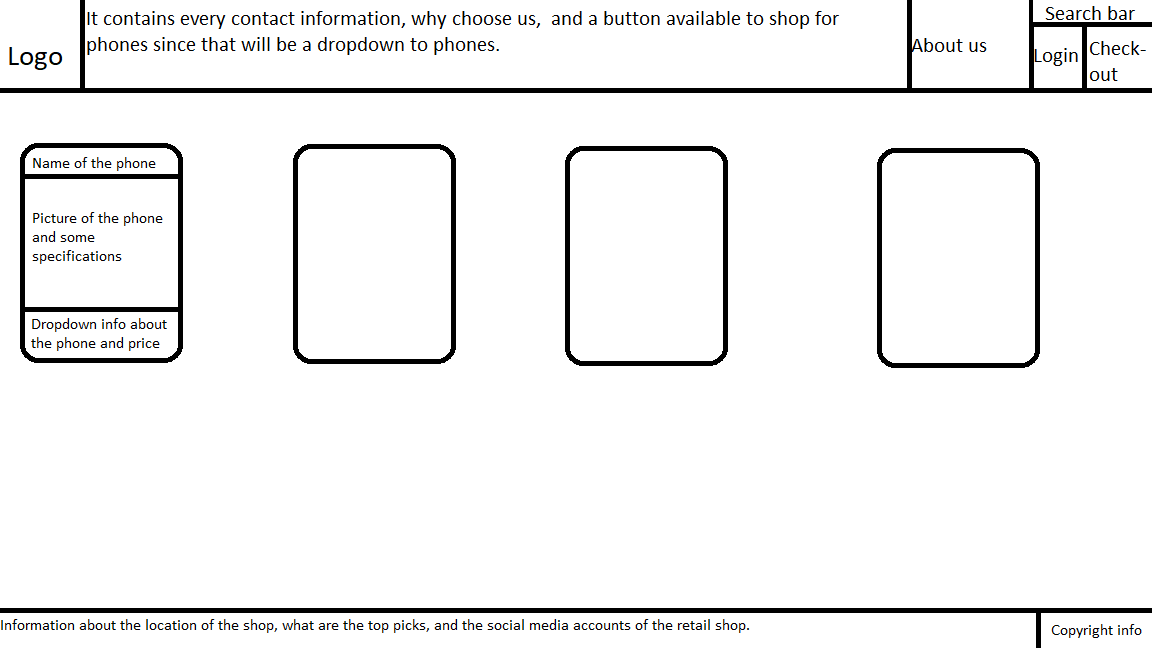 Logo
It contains every contact information, why choose us,  and a button available to shop for
phones since that will be a dropdown to phones.
About us
Search bar
Login
Check-
out
Name of the phone
Picture of the phone
and some
specifications
Dropdown info about
the phone and price
Information about the location of the shop, what are the top picks, and the social media accounts of the retail shop.
Copyright info